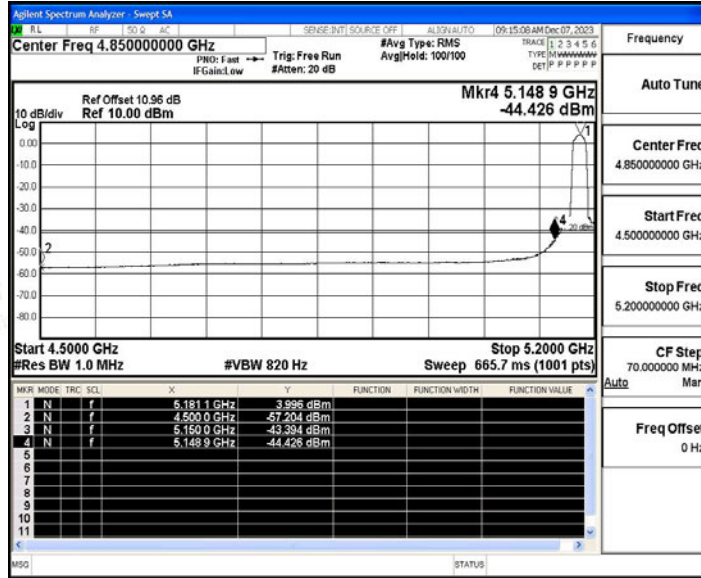 Agilent Spectrum Analyzer - Swept SA
RL RF 50 Ω AC SENSE:INT SOURCE OFF ALIGNAUTO 09:15:08 AM Dec 07, 2023
Center Freq 4.850000000 GHz
PNO: Fast
IFGain:Low
Trig: Free Run
#Atten: 20 dB
#Avg Type: RMS
Avg|Hold: 100/100
TRACE 1 2 3 4 5 6
TYPE MWWWWW
DET P P P P P P
Ref Offset 10.96 dB
10 dB/div Ref 10.00 dBm
Log
Mkr4 5.148 9 GHz
-44.426 dBm
0.00
-10.0
-20.0
-30.0
-40.0
-50.0
-60.0
-70.0
-80.0
1
2
4
Start 4.5000 GHz Stop 5.2000 GHz
#Res BW 1.0 MHz #VBW 820 Hz Sweep 665.7 ms (1001 pts)
MKR MODE TRC SCL X Y FUNCTION FUNCTION WIDTH FUNCTION VALUE
1 N f 5.181 1 GHz 3.996 dBm
2 N f 4.500 0 GHz -57.204 dBm
3 N f 5.150 0 GHz -43.394 dBm
4 N f 5.148 9 GHz -44.426 dBm
5
6
7
8
9
10
11
MSG STATUS
Frequency
Auto Tune
Center Freq
4.850000000 GHz
Start Freq
4.500000000 GHz
Stop Freq
5.200000000 GHz
CF Step
70.000000 MHz
Auto Man
Freq Offset
0 Hz